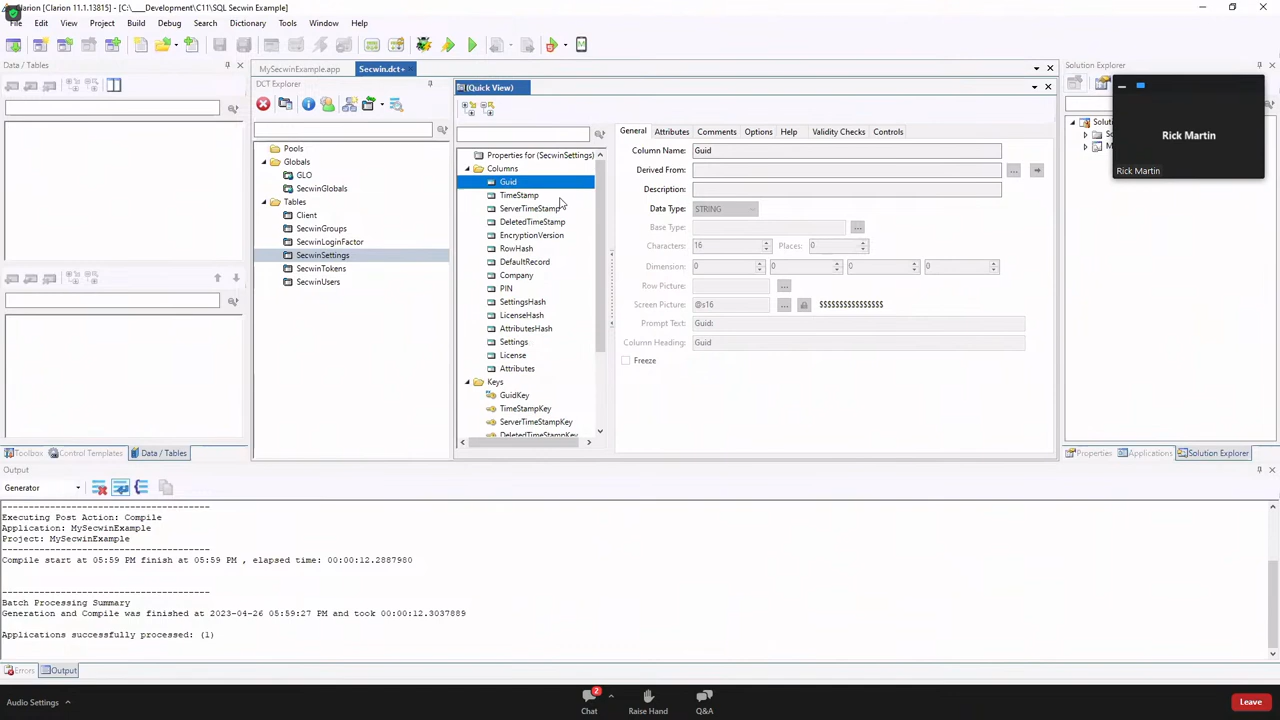 Clarion (11.1.13815) - [C:\___Development\C11\SQL Secwin Example]
File Edit View Project Build Debug Search Dictionary Tools Window Help
Data / Tables
MySecwinExample.app
Secwin.dct+
Solution Explorer
DCT Explorer
(Quick View)
Pools
Globals
GLO
SecwinGlobals
Tables
Client
SecwinGroups
SecwinLoginFactor
SecwinSettings
SecwinTokens
SecwinUsers
Properties for (SecwinSettings)
Columns
Guid
TimeStamp
ServerTimeStamp
DeletedTimeStamp
EncryptionVersion
RowHash
DefaultRecord
Company
PIN
SettingsHash
LicenseHash
AttributesHash
Settings
License
Attributes
Keys
GuidKey
TimeStampKey
ServerTimeStampKey
DeletedTimeStampKey
General Attributes Comments Options Help Validity Checks Controls
Column Name: Guid
Derived From: ...
Description:
Data Type: STRING
Base Type: ...
Characters: 16 Places: 0
Dimension: 0 0 0 0
Row Picture: ...
Screen Picture: @s16 ... $$$$$$$$$$$$$$$$
Prompt Text: Guid:
Column Heading: Guid
Freeze
Rick Martin
Rick Martin
Toolbox Control Templates Data / Tables
Properties Applications Solution Explorer
Output
Generator
---------------------------------------
Executing Post Action: Compile
Application: MySecwinExample
Project: MySecwinExample
---------------------------------------
Compile start at 05:59 PM finish at 05:59 PM , elapsed time: 00:00:12.2887980
---------------------------------------
Batch Processing Summary
Generation and Compile was finished at 2023-04-26 05:59:27 PM and took 00:00:12.3037889
Applications successfully processed: (1)
Errors Output
Audio Settings
2
Chat
Raise Hand
Q&A
Leave